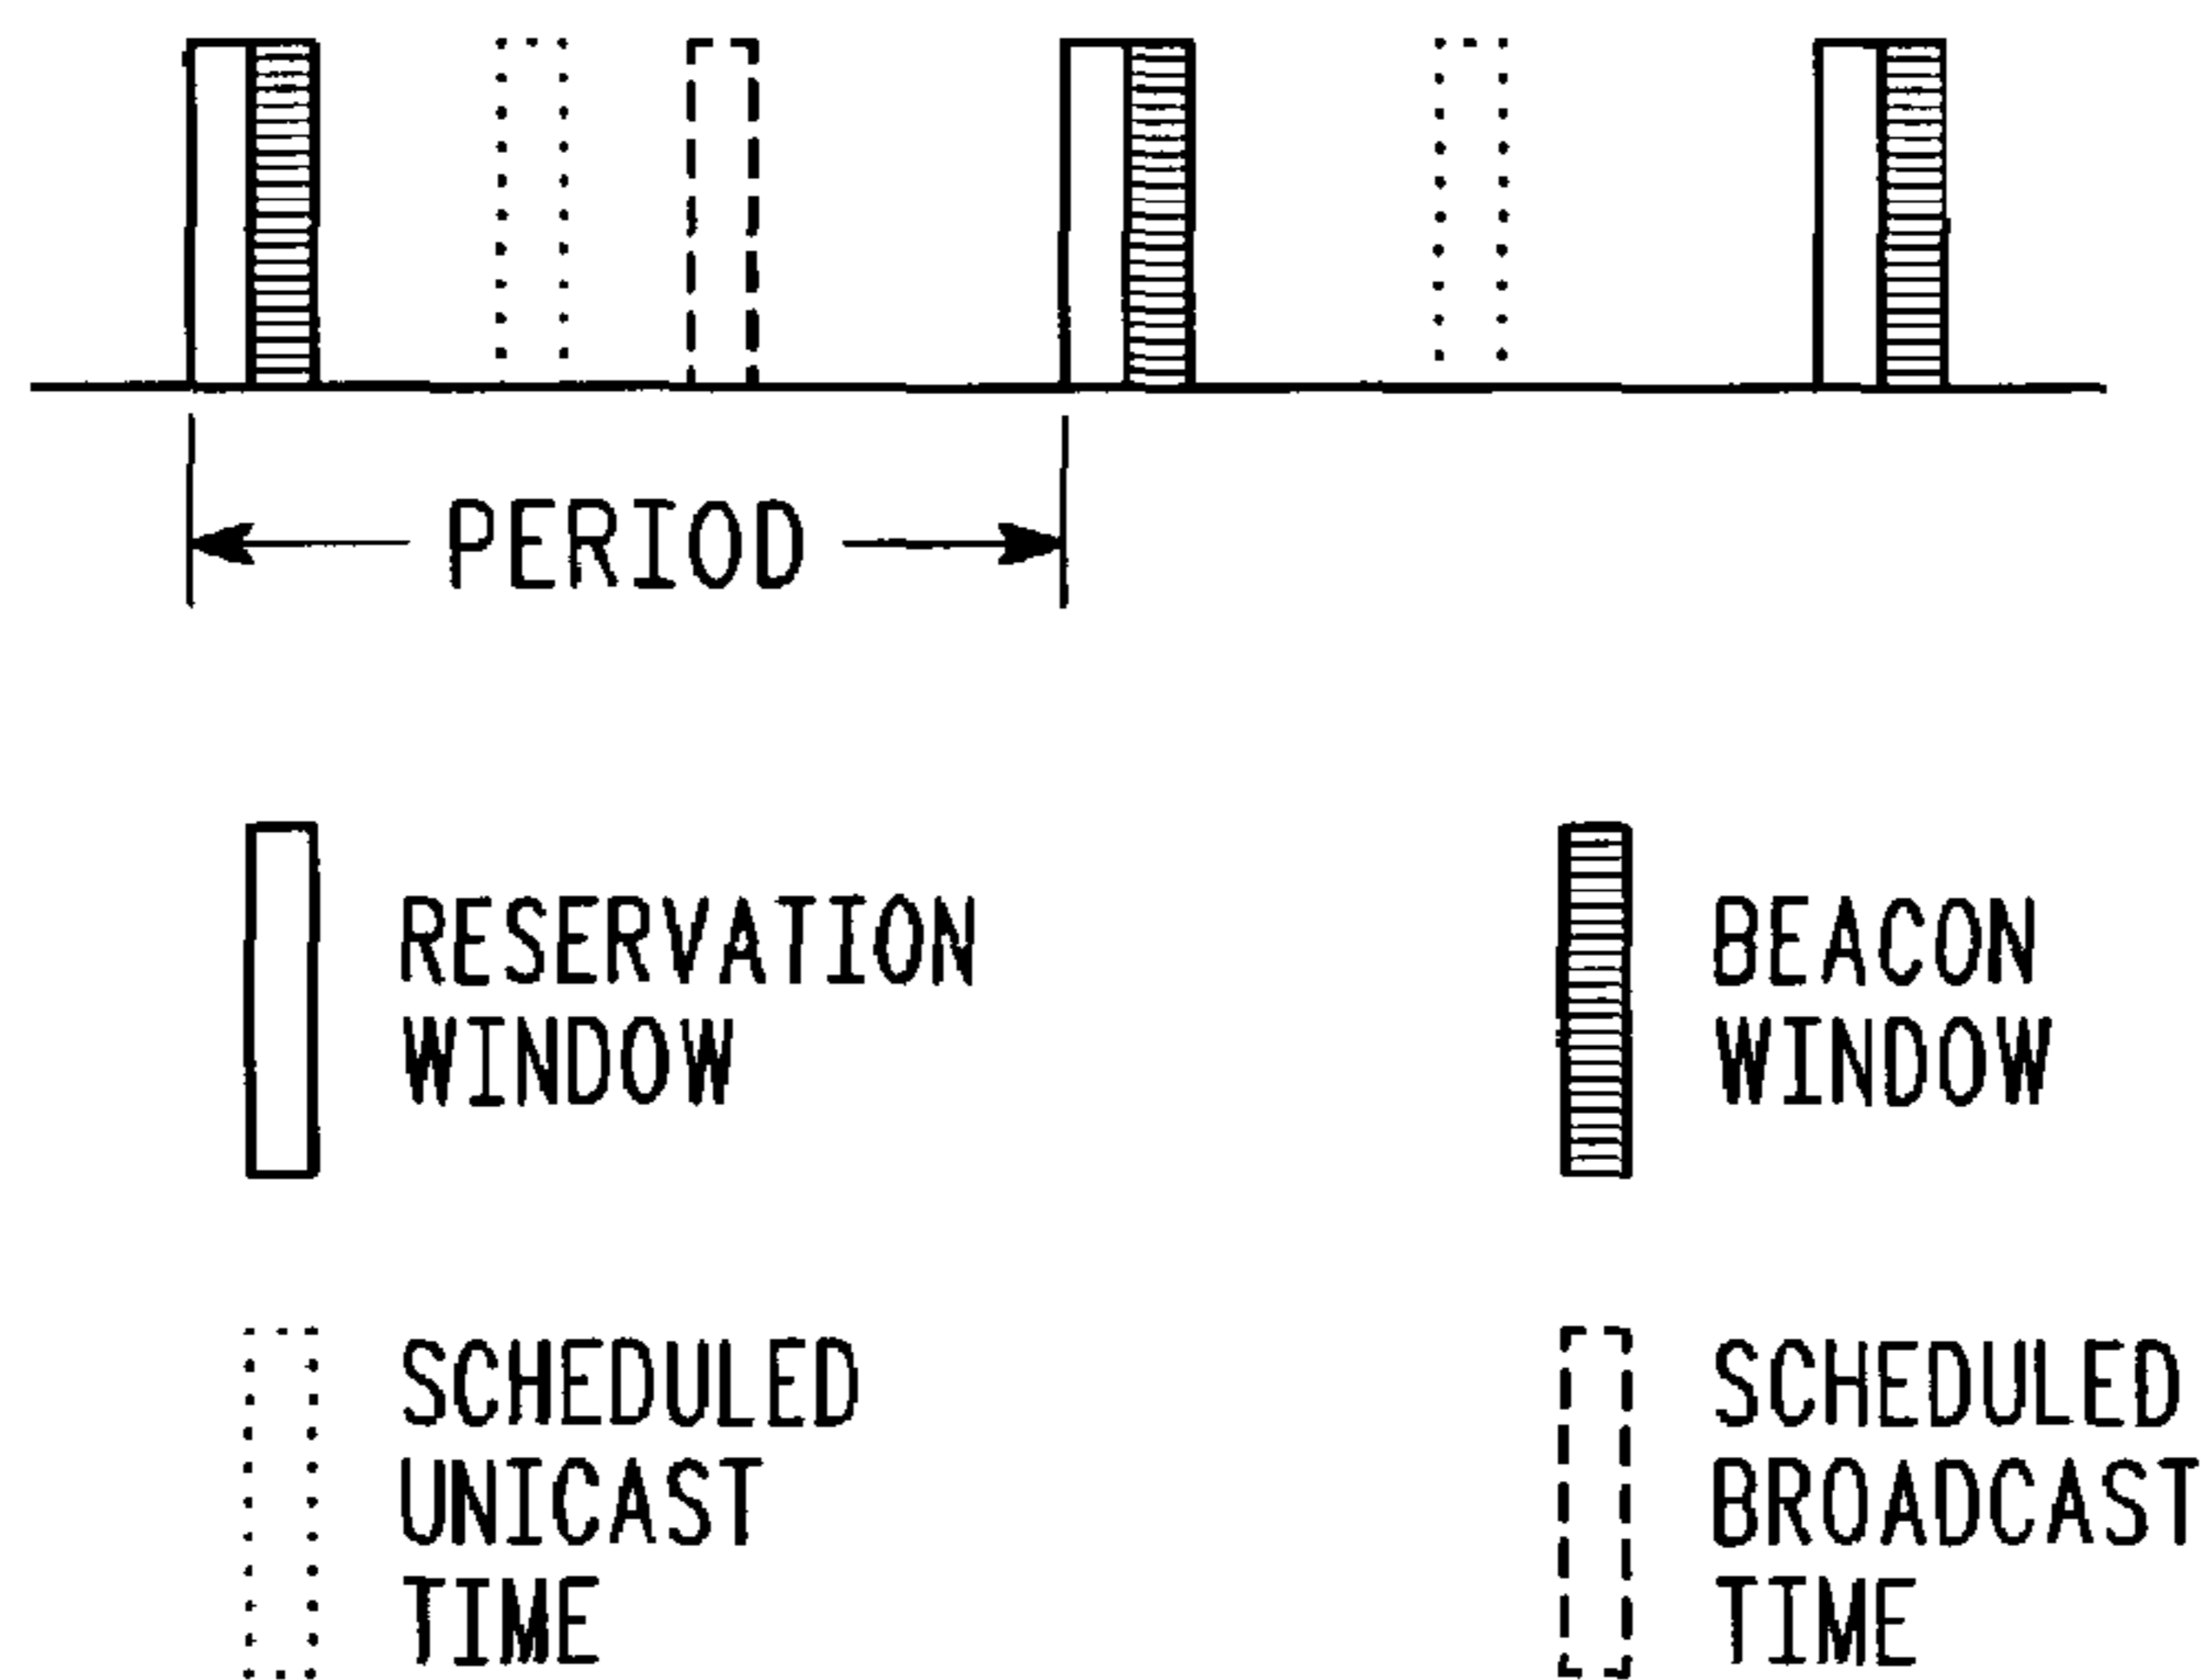 PERIOD
RESERVATION
WINDOW
BEACON
WINDOW
SCHEDULED
UNICAST
TIME
SCHEDULED
BROADCAST
TIME